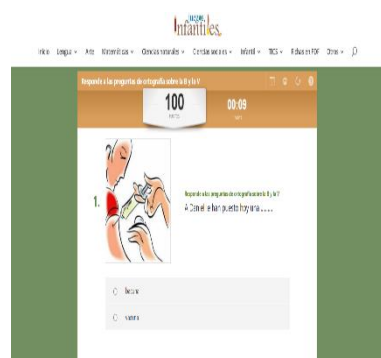 Juegos
Infantiles
Inicio Lengua Arte Matemáticas Ciencias naturales Ciencias sociales Infantil TICS Fichas en PDF Otros
Responde a las preguntas de ortografía sobre la B y la V
100
00:09
1.
Responde a las preguntas de ortografía sobre la B y la V
A Daniel le han puesto hoy una ......